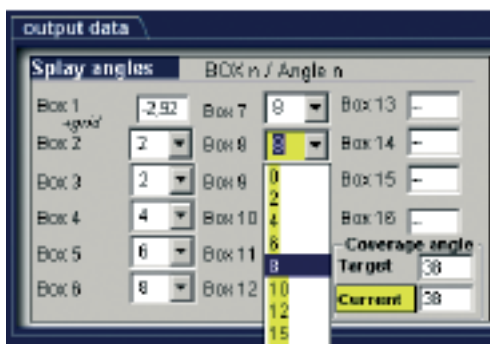 output data
Splay angles BOX n / Angle n
Box 1 -2,92 Box 7 8 Box 13 --
+grid
Box 2 2 Box 8 8 Box 14 --
Box 3 2 Box 9 Box 15 --
Box 4 4 Box 10 Box 16 --
Box 5 6 Box 11
Box 6 8 Box 12
0
2
4
6
8
10
12
15
Coverage angle
Target 38
Current 38